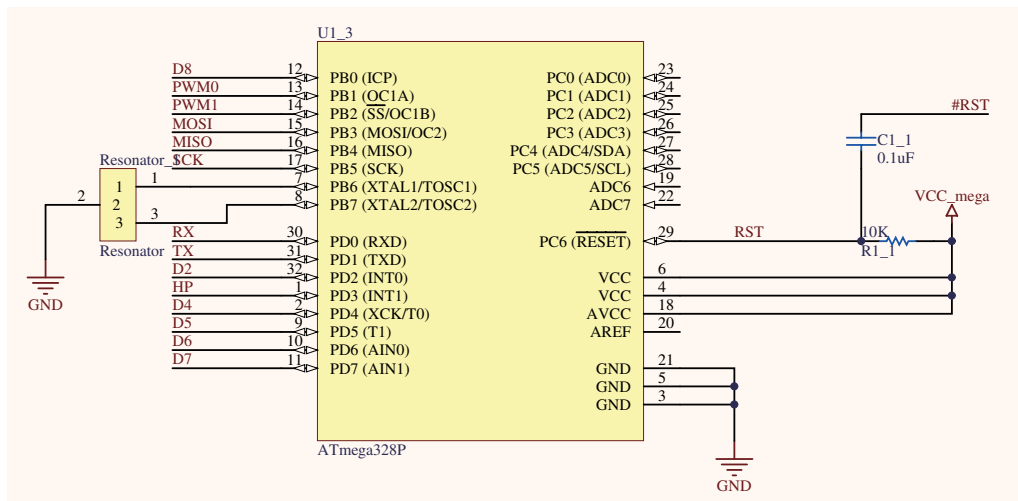 U1_3
D8 12 PB0 (ICP) PC0 (ADC0) 23
PWM0 13 PB1 (OC1A) PC1 (ADC1) 24
PWM1 14 PB2 (SS/OC1B) PC2 (ADC2) 25
MOSI 15 PB3 (MOSI/OC2) PC3 (ADC3) 26
MISO 16 PB4 (MISO) PC4 (ADC4/SDA) 27
SCK 17 PB5 (SCK) PC5 (ADC5/SCL) 28
7 PB6 (XTAL1/TOSC1) ADC6 19
8 PB7 (XTAL2/TOSC2) ADC7 22
RX 30 PD0 (RXD) PC6 (RESET) 29 RST
TX 31 PD1 (TXD)
D2 32 PD2 (INT0) VCC 6
HP 1 PD3 (INT1) VCC 4
D4 2 PD4 (XCK/T0) AVCC 18
D5 9 PD5 (T1) AREF 20
D6 10 PD6 (AIN0)
D7 11 PD7 (AIN1) GND 21
GND 5
GND 3
ATmega328P
Resonator_1
1 1
2 2
3 3
Resonator
GND
#RST
C1_1
0.1uF
VCC_mega
10K
R1_1
GND